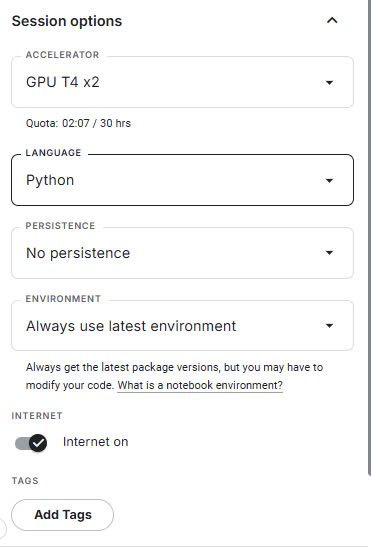 Session options
ACCELERATOR
GPU T4 x2
Quota: 02:07 / 30 hrs
LANGUAGE
Python
PERSISTENCE
No persistence
ENVIRONMENT
Always use latest environment
Always get the latest package versions, but you may have to
modify your code. What is a notebook environment?
INTERNET
Internet on
TAGS
Add Tags